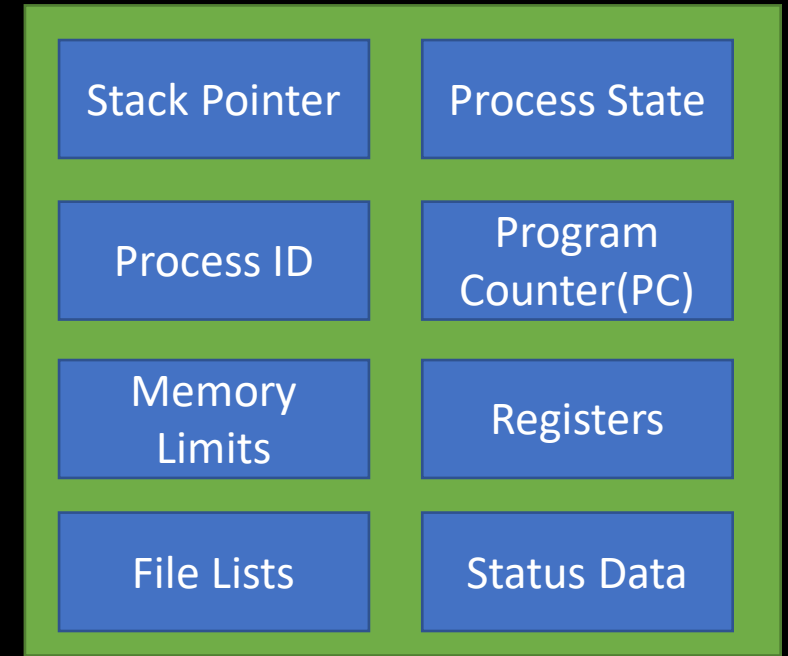 Stack Pointer
Process State
Process ID
Program
Counter(PC)
Memory
Limits
Registers
File Lists
Status Data